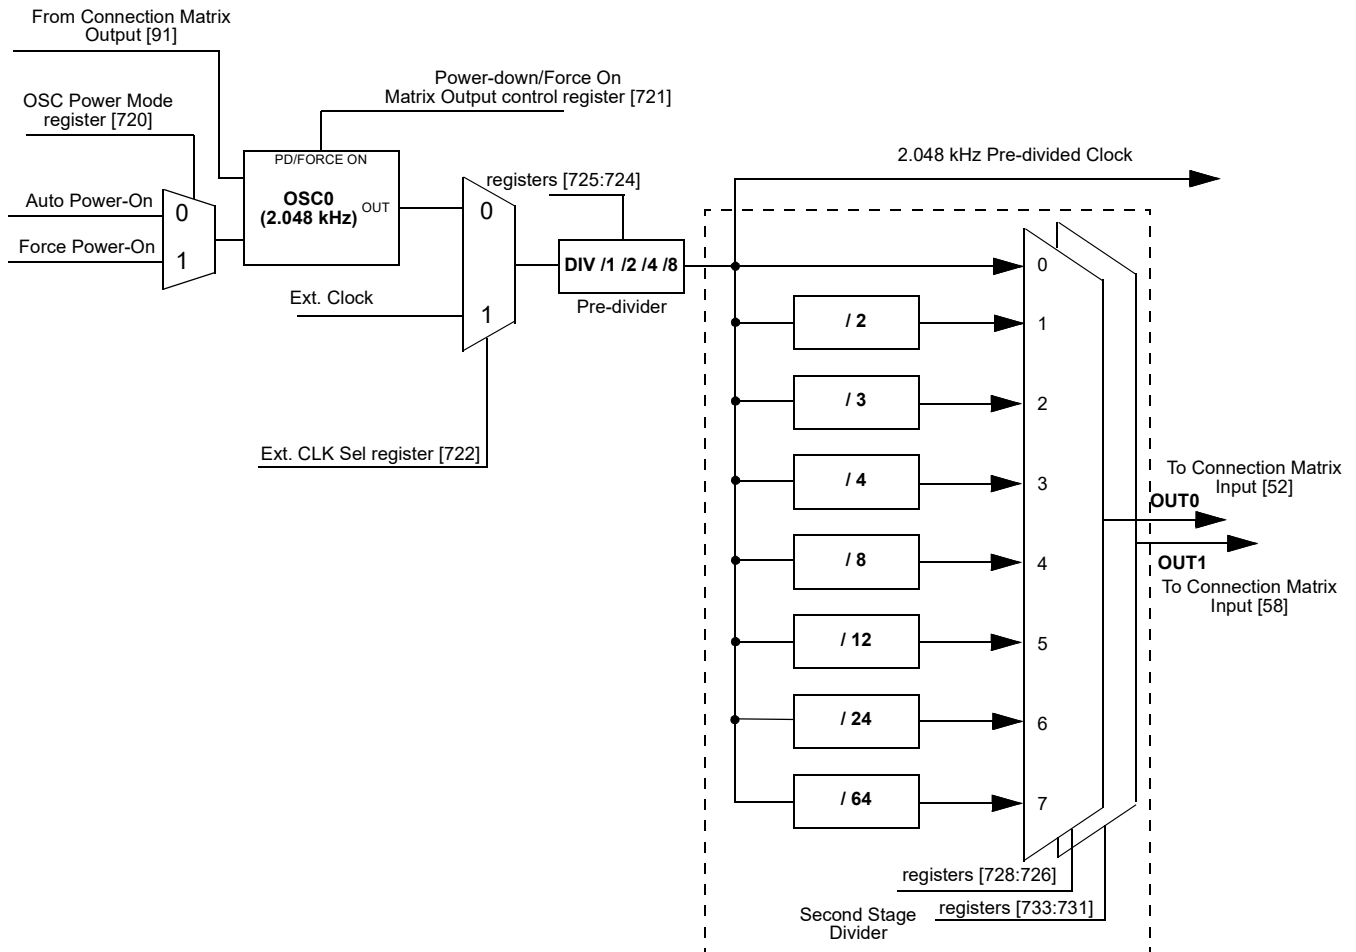 From Connection Matrix
Output [91]
Power-down/Force On
Matrix Output control register [721]
OSC Power Mode
register [720]
PD/FORCE ON
OSC0
(2.048 kHz)
OUT
Auto Power-On
0
Force Power-On
1
0
1
Ext. Clock
Ext. CLK Sel register [722]
registers [725:724]
DIV /1 /2 /4 /8
Pre-divider
2.048 kHz Pre-divided Clock
0
/ 2
1
/ 3
2
/ 4
3
/ 8
4
/ 12
5
/ 24
6
/ 64
7
To Connection Matrix
Input [52]
OUT0
OUT1
To Connection Matrix
Input [58]
registers [728:726]
registers [733:731]
Second Stage
Divider